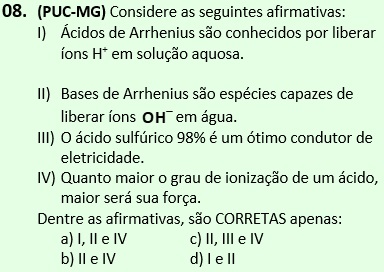 08. (PUC-MG) Considere as seguintes afirmativas:
I) Ácidos de Arrhenius são conhecidos por liberar
íons H⁺ em solução aquosa.
II) Bases de Arrhenius são espécies capazes de
liberar íons OH⁻ em água.
III) O ácido sulfúrico 98% é um ótimo condutor de
eletricidade.
IV) Quanto maior o grau de ionização de um ácido,
maior será sua força.
Dentre as afirmativas, são CORRETAS apenas:
a) I, II e IV c) II, III e IV
b) II e IV d) I e II